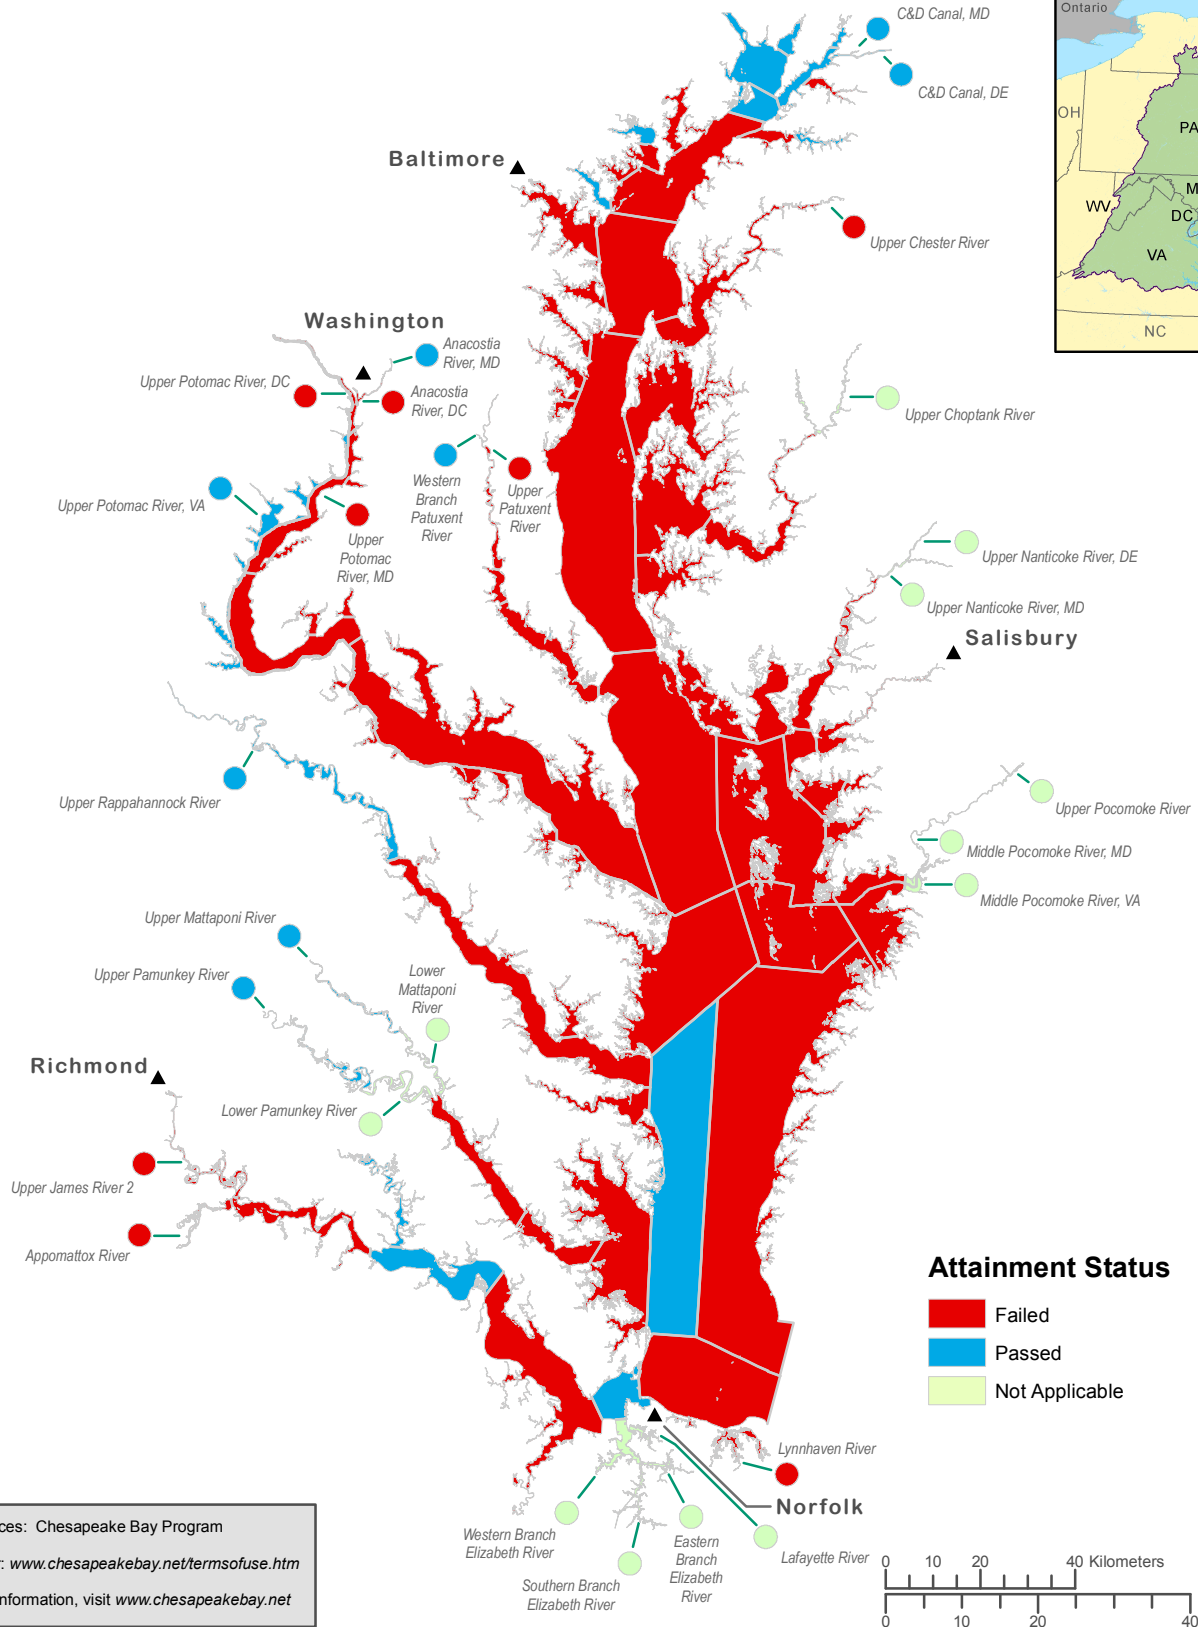 C&D Canal, MD
C&D Canal, DE
Ontario
OH
PA
WV
DC
VA
NC
Baltimore
Upper Chester River
Washington
Anacostia
River, MD
Upper Potomac River, DC
Anacostia
River, DC
Upper Choptank River
Western
Branch
Patuxent
River
Upper
Patuxent
River
Upper Potomac River, VA
Upper
Potomac
River, MD
Upper Nanticoke River, DE
Upper Nanticoke River, MD
Salisbury
Upper Rappahannock River
Upper Pocomoke River
Middle Pocomoke River, MD
Middle Pocomoke River, VA
Upper Mattaponi River
Upper Pamunkey River
Lower
Mattaponi
River
Richmond
Lower Pamunkey River
Upper James River 2
Appomattox River
Attainment Status
Failed
Passed
Not Applicable
Lynnhaven River
Norfolk
Western Branch
Elizabeth River
Southern Branch
Elizabeth River
Eastern
Branch
Elizabeth
River
Lafayette River
ces: Chesapeake Bay Program
: www.chesapeakebay.net/termsofuse.htm
nformation, visit www.chesapeakebay.net
0 10 20 40 Kilometers
0 10 20 40